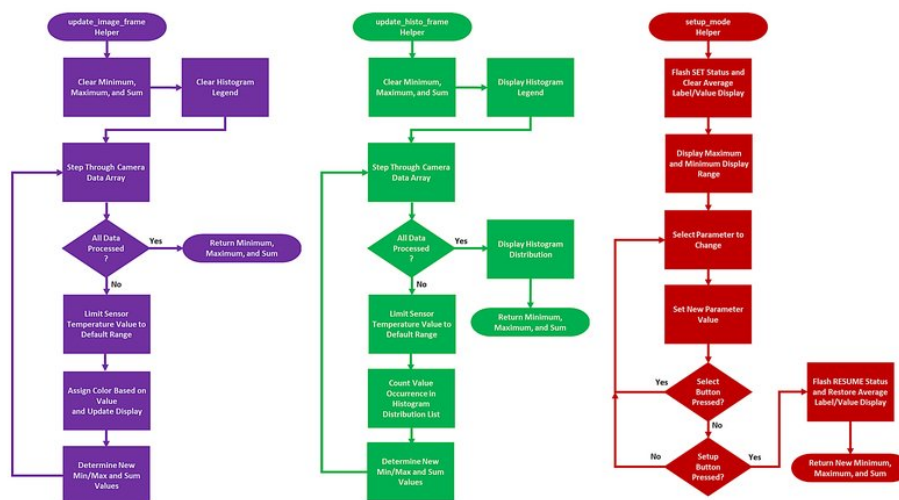 update_image_frame
Helper
Clear Minimum,
Maximum, and Sum
Clear Histogram
Legend
Step Through Camera
Data Array
All Data
Processed
?
Yes
Return Minimum,
Maximum, and Sum
No
Limit Sensor
Temperature Value to
Default Range
Assign Color Based on
Value
and Update Display
Determine New
Min/Max and Sum
Values
update_histo_frame
Helper
Clear Minimum,
Maximum, and Sum
Display Histogram
Legend
Step Through Camera
Data Array
All Data
Processed
?
Yes
Display Histogram
Distribution
Return Minimum,
Maximum, and Sum
No
Limit Sensor
Temperature Value to
Default Range
Count Value
Occurrence in
Histogram
Distribution List
Determine New
Min/Max and Sum
Values
setup_mode
Helper
Flash SET Status and
Clear Average
Label/Value Display
Display Maximum
and Minimum Display
Range
Select Parameter to
Change
Set New Parameter
Value
Select
Button
Pressed?
Yes
No
Setup
Button
Pressed?
No
Yes
Flash RESUME Status
and Restore Average
Label/Value Display
Return New Minimum,
Maximum, and Sum